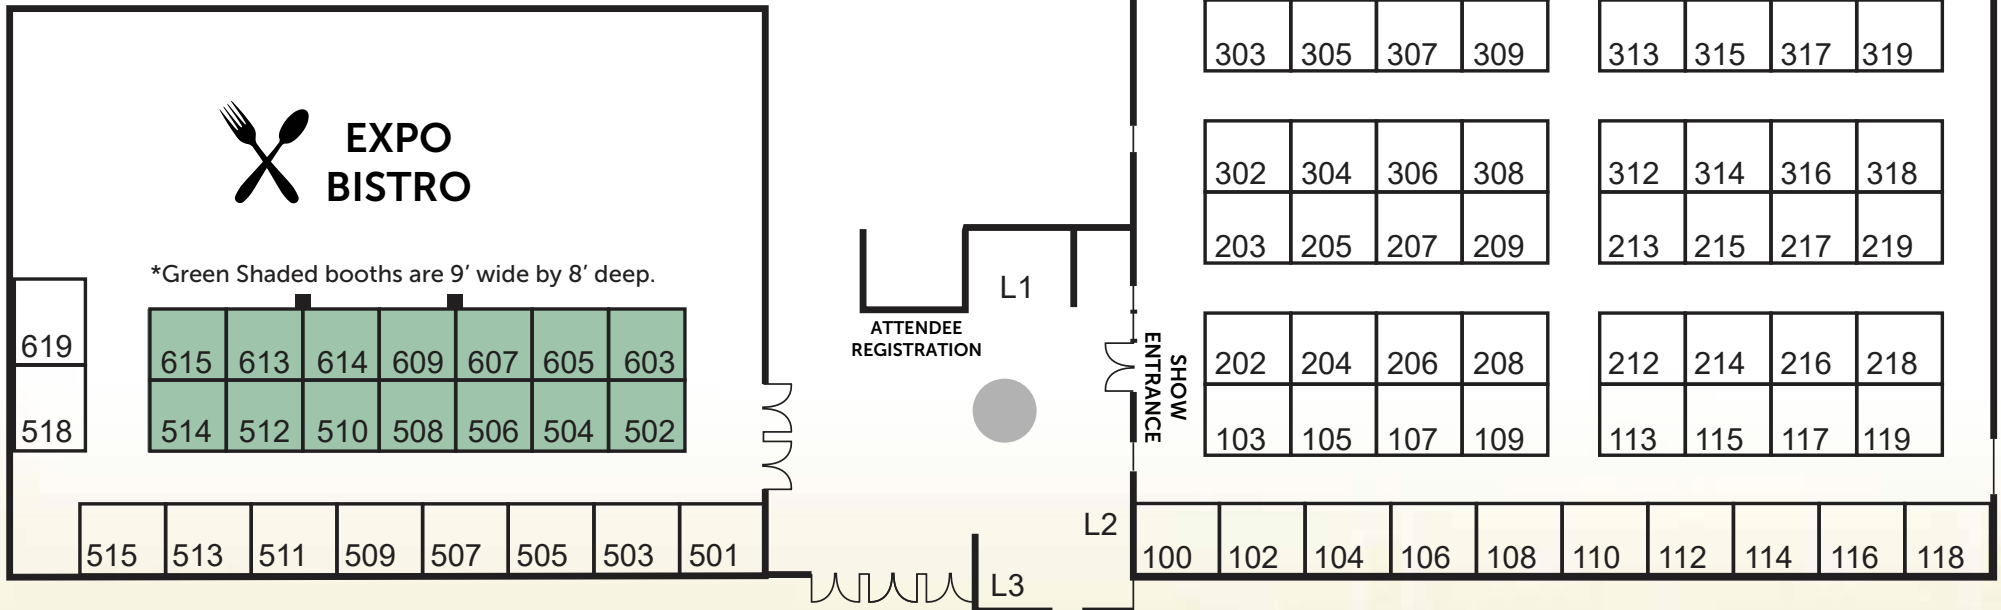 303 305 307 309 313 315 317 319
EXPO
BISTRO
302 304 306 308 312 314 316 318
203 205 207 209 213 215 217 219
*Green Shaded booths are 9’ wide by 8’ deep.
L1
ATTENDEE
REGISTRATION
SHOW
ENTRANCE
619
615 613 614 609 607 605 603
202 204 206 208 212 214 216 218
518
514 512 510 508 506 504 502
103 105 107 109 113 115 117 119
L2
515 513 511 509 507 505 503 501
100 102 104 106 108 110 112 114 116 118
L3